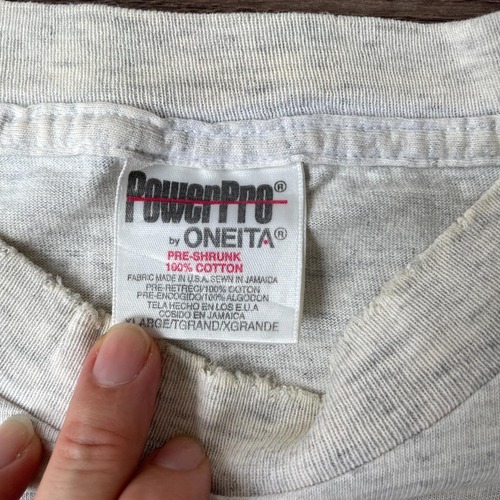 PowerPro®
by ONEITA®
PRE-SHRUNK
100% COTTON
FABRIC MADE IN U.S.A. SEWN IN JAMAICA
PRE-RETRECI/100% COTON
PRE-ENCOGIDO/100% ALGODON
TELA HECHO EN LOS E.U.A
COSIDO EN JAMAICA
XLARGE/TGRAND/XGRANDE